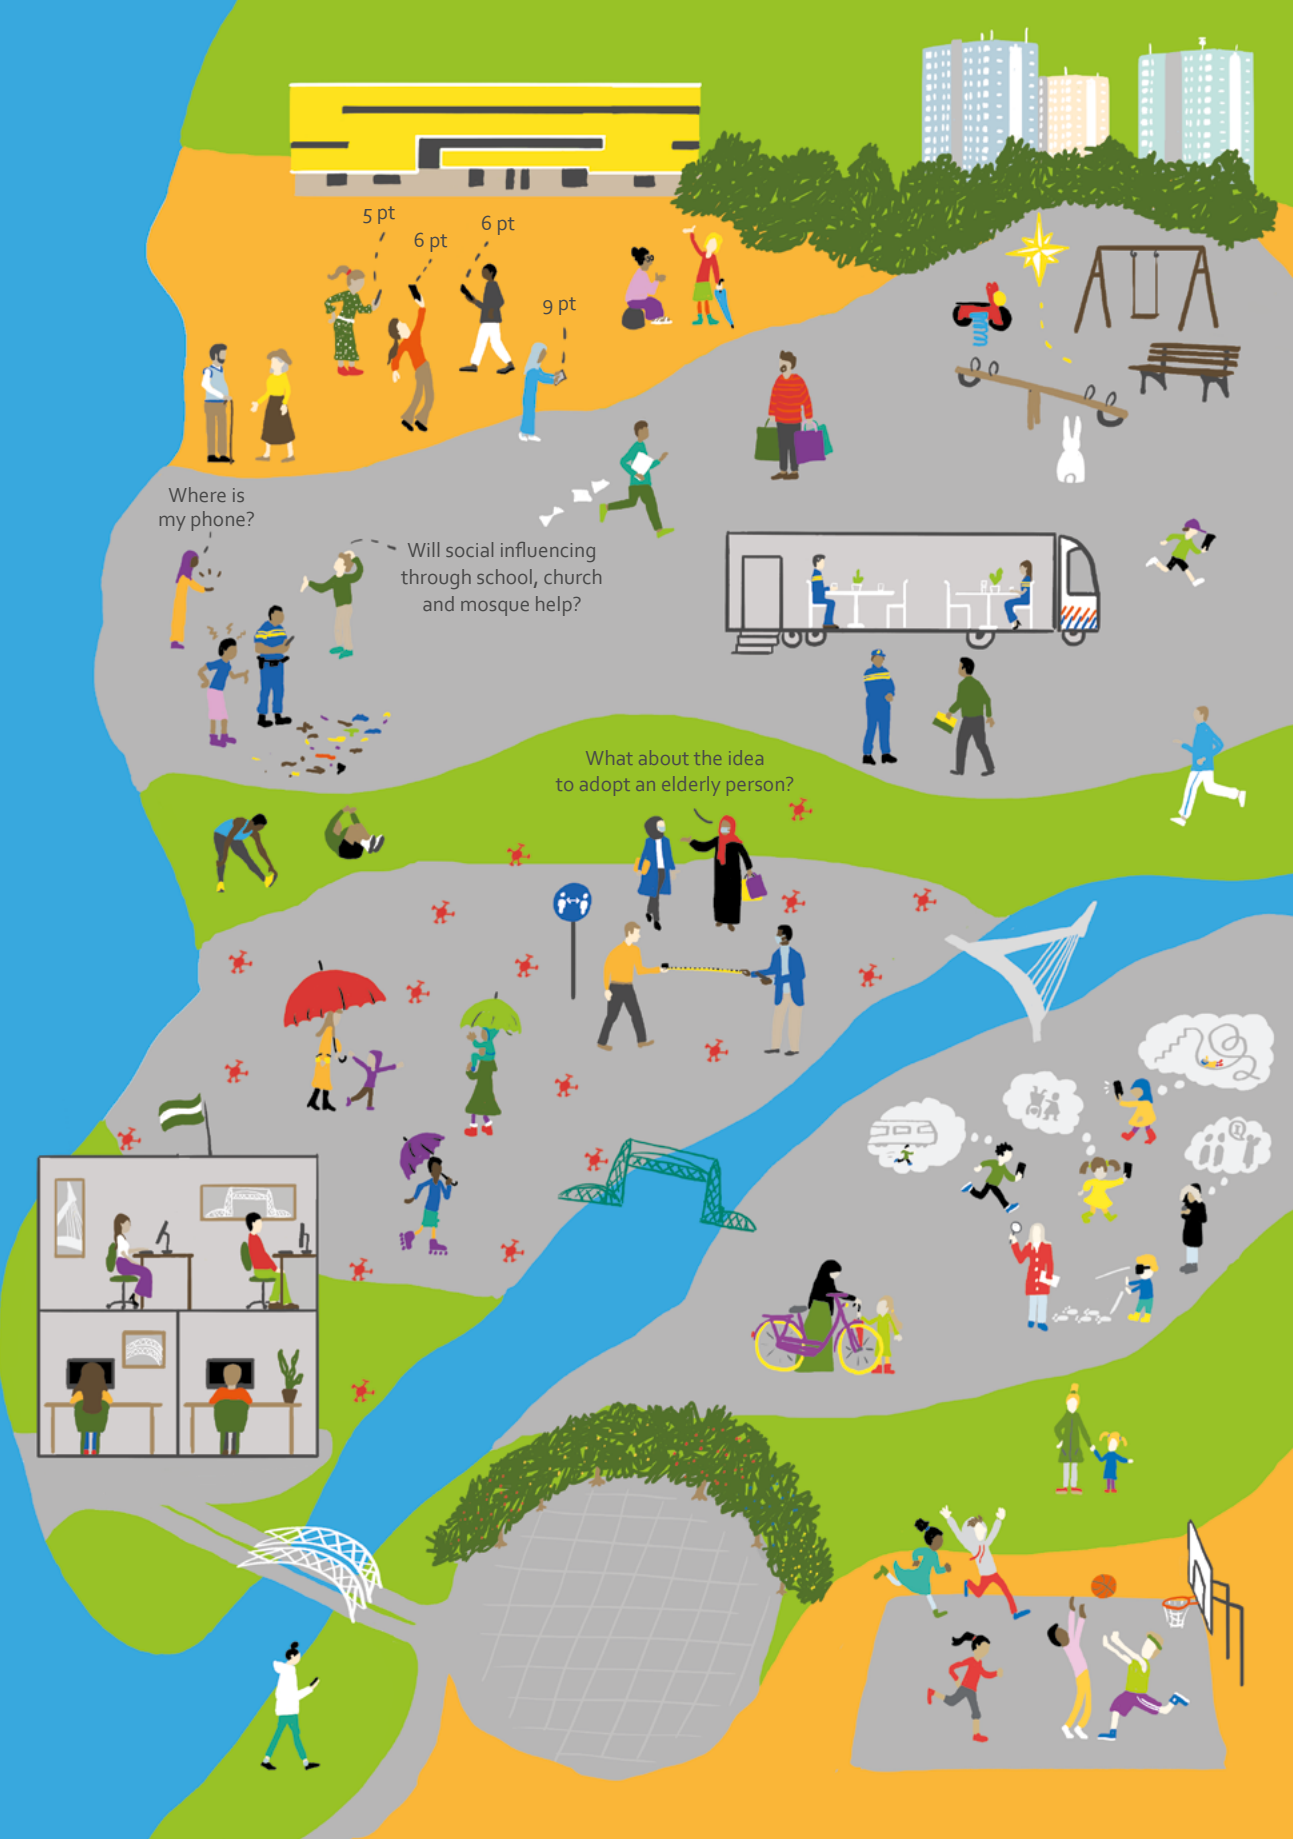 5 pt
6 pt
6 pt
9 pt
Where is
my phone?
Will social influencing
through school, church
and mosque help?
What about the idea
to adopt an elderly person?